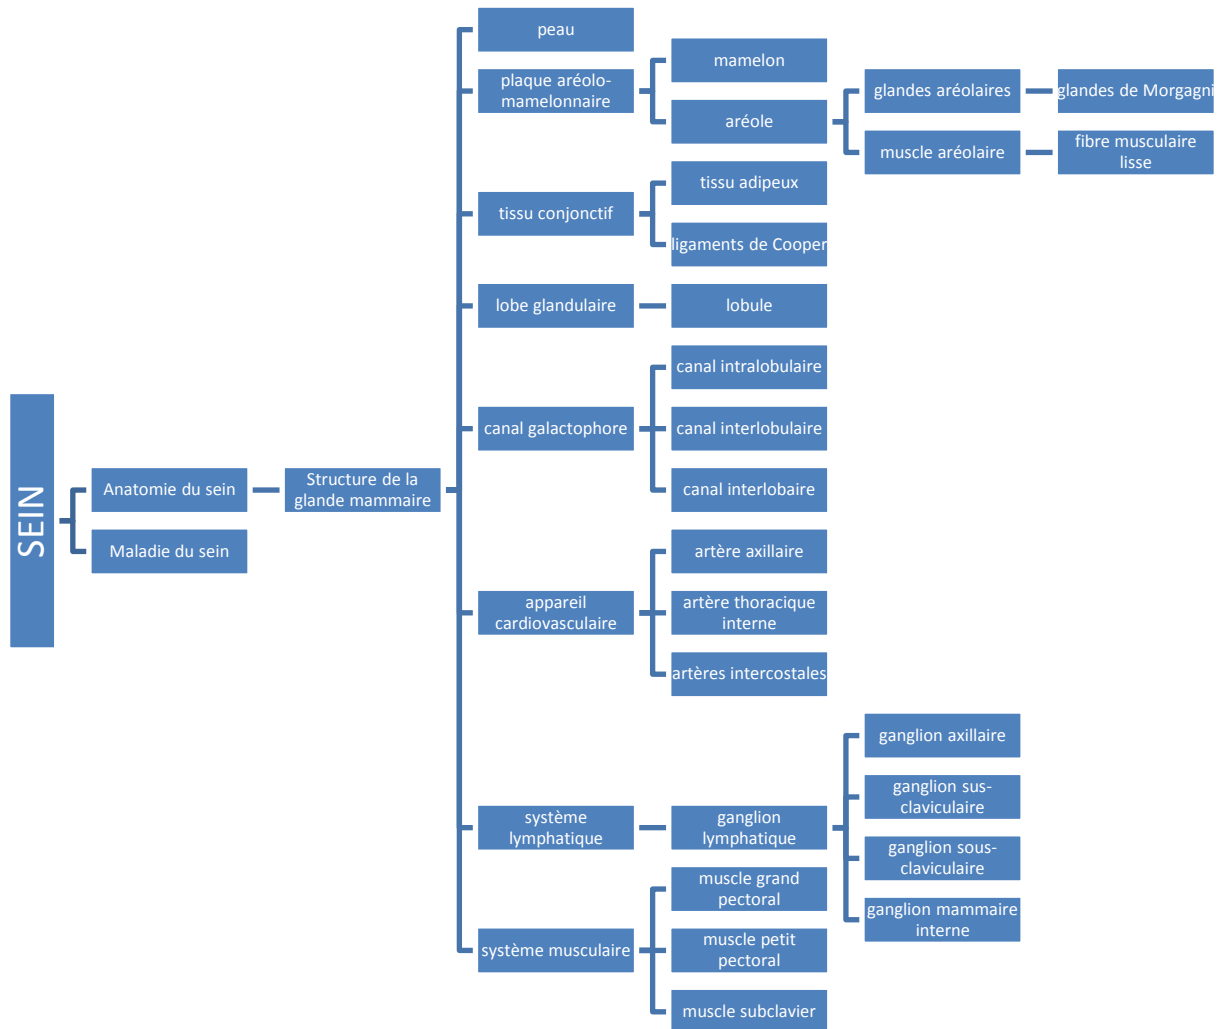 peau
plaque aréolo-
mamelonnaire
mamelon
aréole
glandes aréolaires
glandes de Morgagni
muscle aréolaire
fibre musculaire
lisse
tissu conjonctif
tissu adipeux
ligaments de Cooper
lobe glandulaire
lobule
canal galactophore
canal intralobulaire
canal interlobulaire
canal interlobaire
SEIN
Anatomie du sein
Maladie du sein
Structure de la
glande mammaire
appareil
cardiovasculaire
artère axillaire
artère thoracique
interne
artères intercostales
système
lymphatique
ganglion
lymphatique
ganglion axillaire
ganglion sus-
claviculaire
ganglion sous-
claviculaire
ganglion mammaire
interne
système musculaire
muscle grand
pectoral
muscle petit
pectoral
muscle subclavier